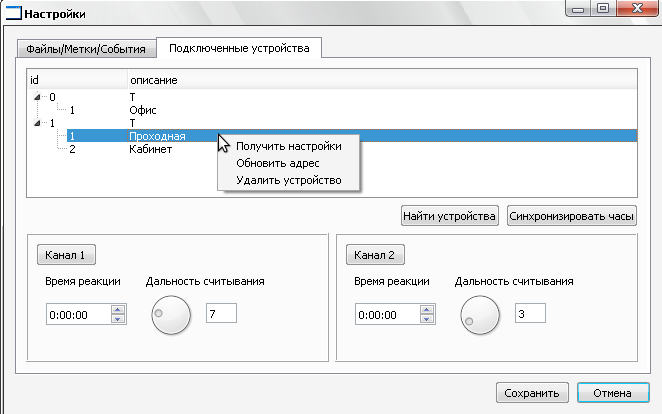 Настройки
Файлы/Метки/События Подключенные устройства
id описание
0 T
1 Офис
1 T
1 Проходная
2 Кабинет
Получить настройки
Обновить адрес
Удалить устройство
Найти устройства Синхронизировать часы
Канал 1 Канал 2
Время реакции Дальность считывания Время реакции Дальность считывания
0:00:00 7 0:00:00 3
Сохранить Отмена